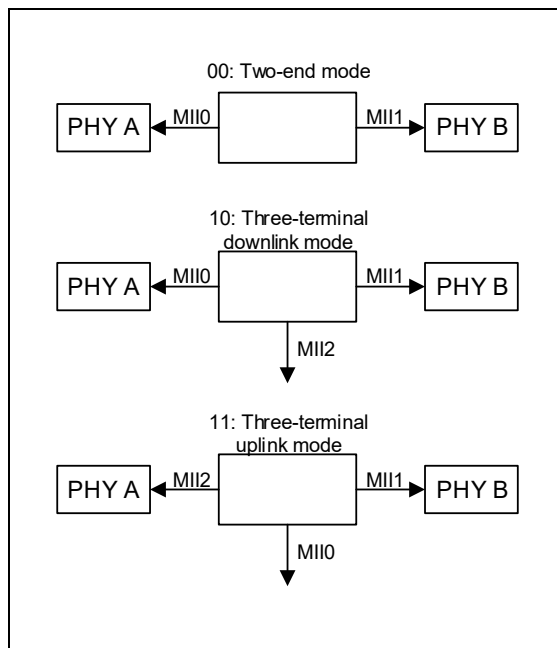 00: Two-end mode
PHY A
MII0
MII1
PHY B
10: Three-terminal
downlink mode
PHY A
MII0
MII1
PHY B
MII2
11: Three-terminal
uplink mode
PHY A
MII2
MII1
PHY B
MII0